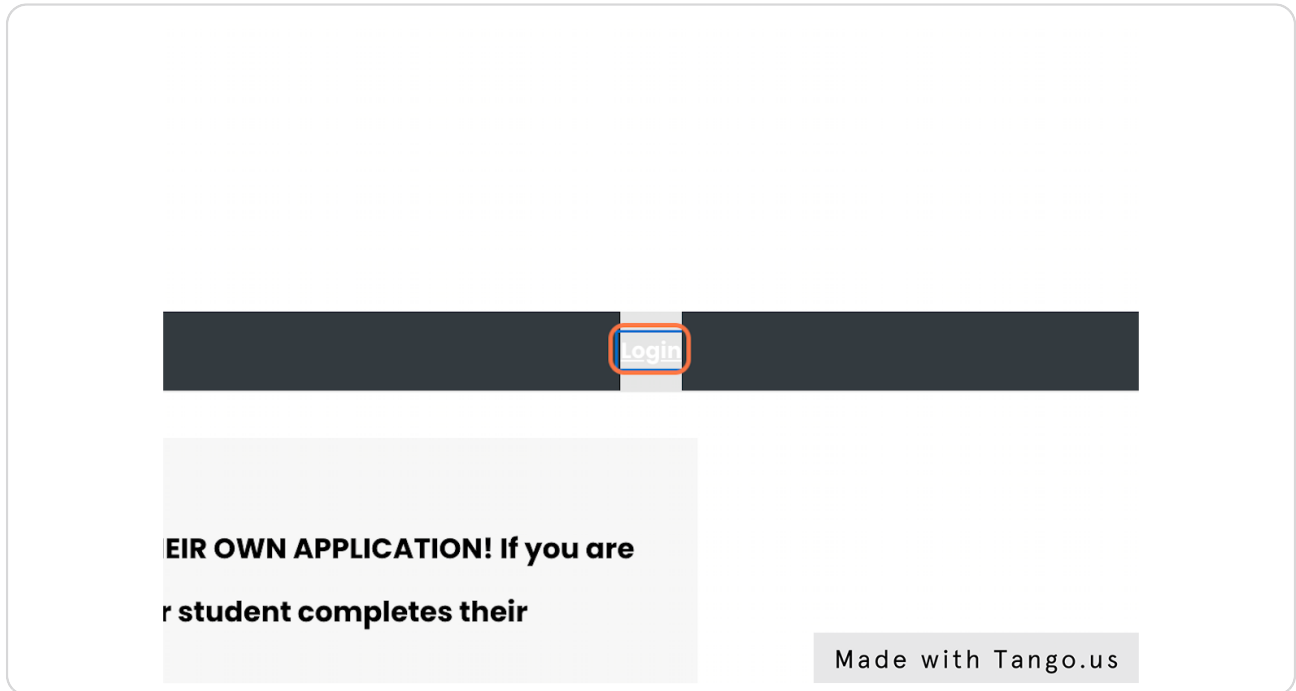 Login
EIR OWN APPLICATION! If you are
r student completes their
Made with Tango.us